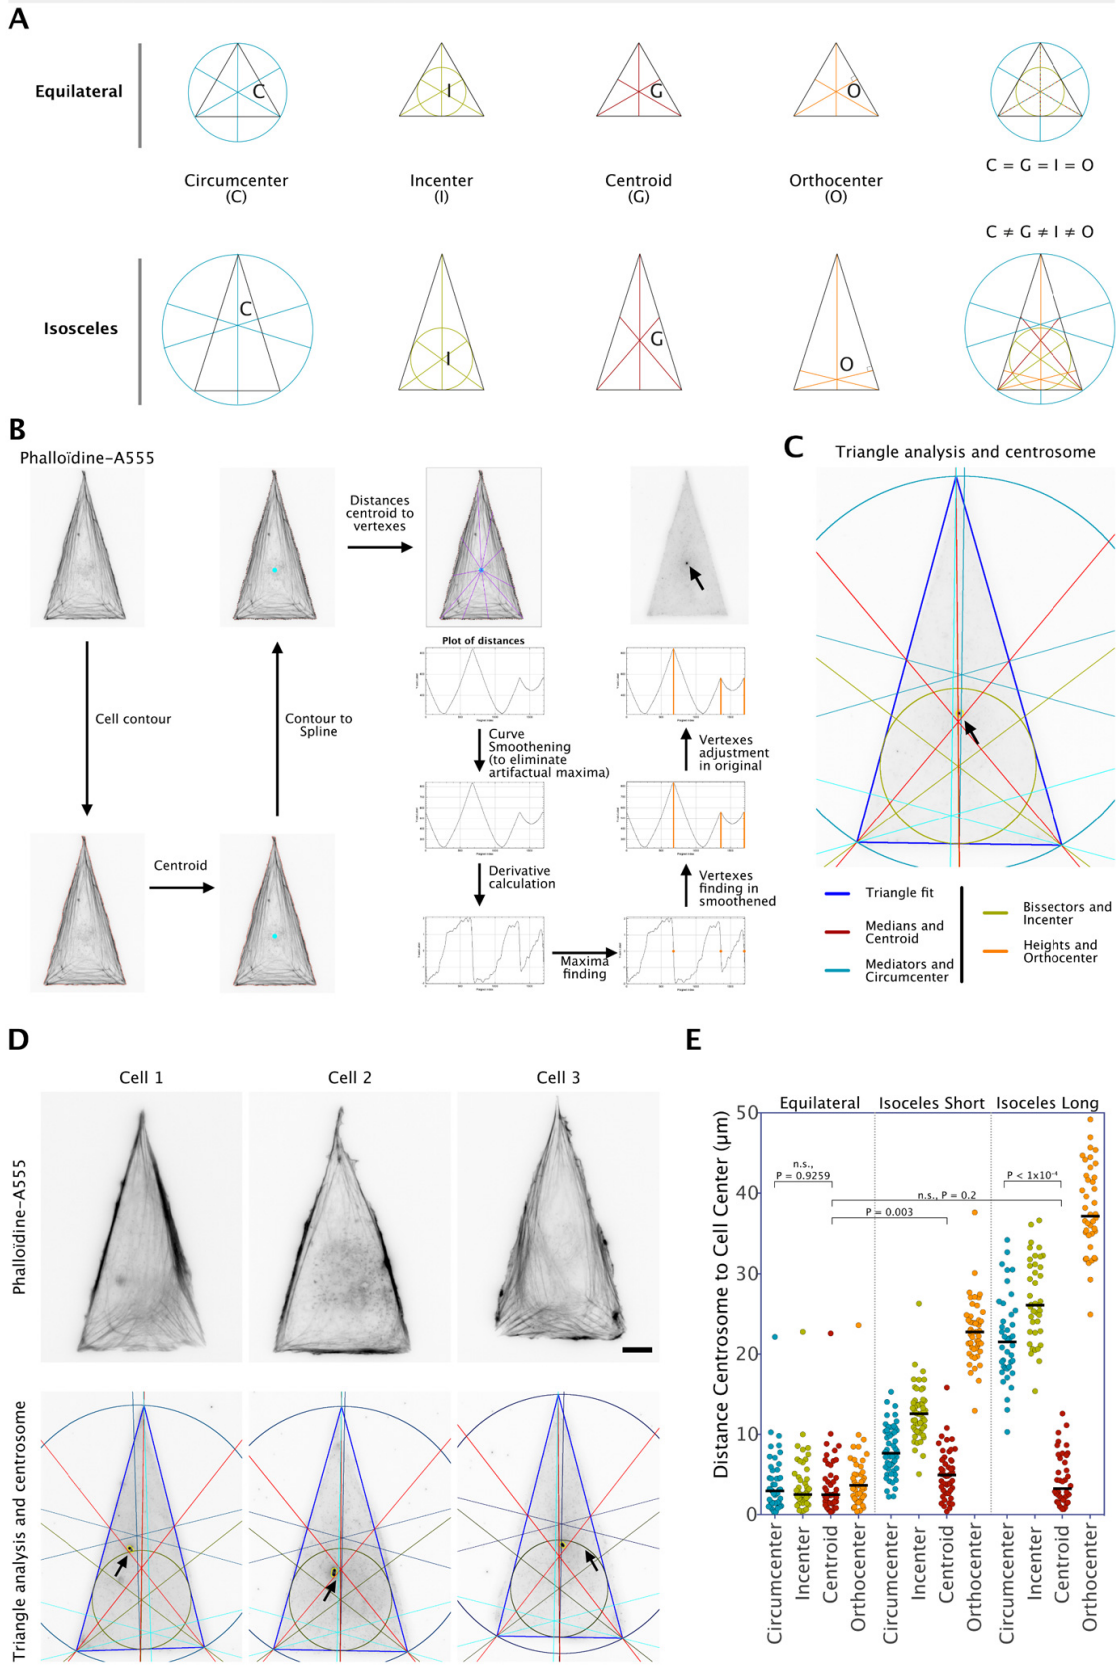 A
Equilateral
C
I
G
O
C = G = I = O
Circumcenter
(C)
Incenter
(I)
Centroid
(G)
Orthocenter
(O)
C ≠ G ≠ I ≠ O
Isosceles
C
I
G
O
B
Phalloïdine-A555
Distances
centroid to
vertexes
Plot of distances
Cell contour
Contour to
Spline
Curve
Smoothening
(to eliminate
artifactual maxima)
Vertexes
adjustment
in original
Centroid
Derivative
calculation
Vertexes
finding in
smoothened
Maxima
finding
C
Triangle analysis and centrosome
Triangle fit
Medians and
Centroid
Mediators and
Circumcenter
Bissectors and
Incenter
Heights and
Orthocenter
D
Cell 1
Cell 2
Cell 3
Phalloïdine-A555
Triangle analysis and centrosome
E
Equilateral
Isoceles Short
Isoceles Long
Distance Centrosome to Cell Center (μm)
50
40
30
20
10
0
n.s.,
P = 0.9259
n.s., P = 0.2
P = 0.003
P < 1x10⁻⁴
Circumcenter
Incenter
Centroid
Orthocenter
Circumcenter
Incenter
Centroid
Orthocenter
Circumcenter
Incenter
Centroid
Orthocenter